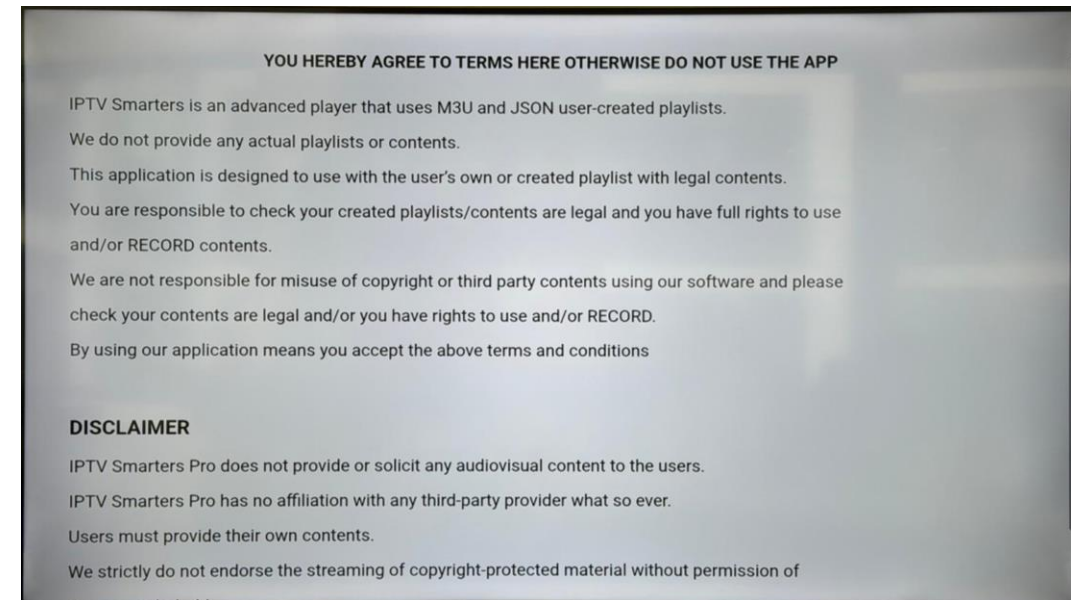 YOU HEREBY AGREE TO TERMS HERE OTHERWISE DO NOT USE THE APP
IPTV Smarters is an advanced player that uses M3U and JSON user-created playlists.
We do not provide any actual playlists or contents.
This application is designed to use with the user's own or created playlist with legal contents.
You are responsible to check your created playlists/contents are legal and you have full rights to use
and/or RECORD contents.
We are not responsible for misuse of copyright or third party contents using our software and please
check your contents are legal and/or you have rights to use and/or RECORD.
By using our application means you accept the above terms and conditions
DISCLAIMER
IPTV Smarters Pro does not provide or solicit any audiovisual content to the users.
IPTV Smarters Pro has no affiliation with any third-party provider what so ever.
Users must provide their own contents.
We strictly do not endorse the streaming of copyright-protected material without permission of